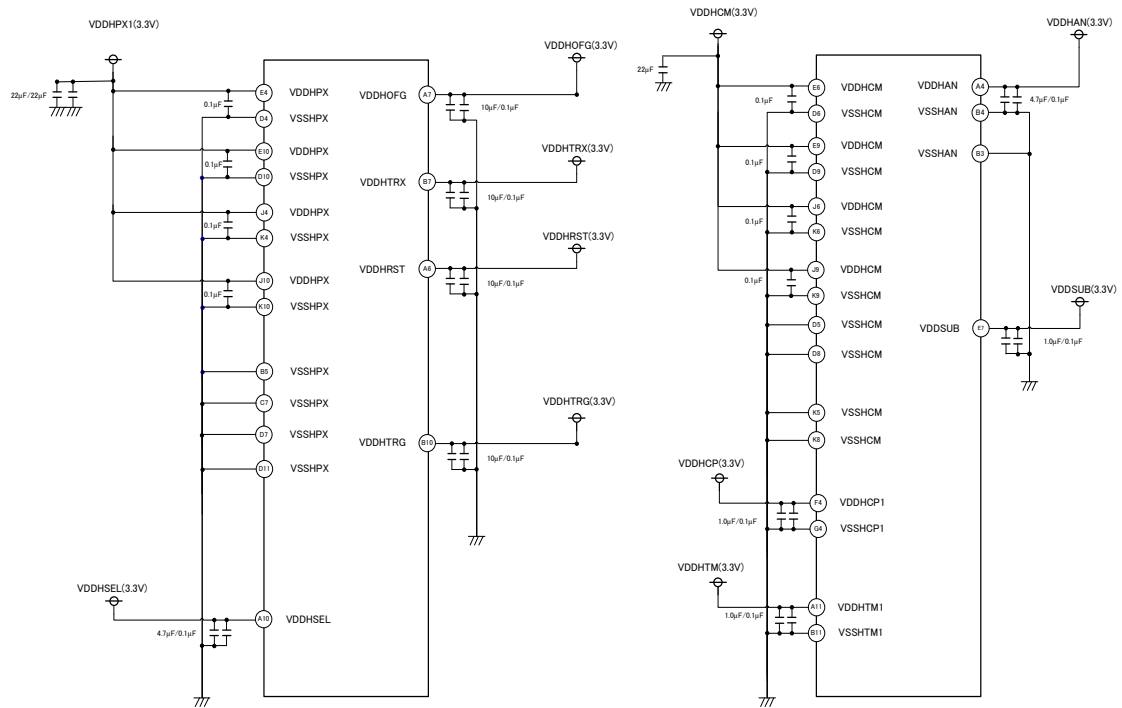 VDDHPX1(3.3V)
22μF/22μF
0.1μF
E4 VDDHPX
D4 VSSHPX
0.1μF
E10 VDDHPX
D10 VSSHPX
0.1μF
J4 VDDHPX
K4 VSSHPX
0.1μF
J10 VDDHPX
K10 VSSHPX
B5 VSSHPX
C7 VSSHPX
D7 VSSHPX
D11 VSSHPX
VDDHSEL(3.3V)
4.7μF/0.1μF
A10 VDDHSEL
VDDHOFG(3.3V)
VDDHOFG A7
10μF/0.1μF
VDDHTRX(3.3V)
VDDHTRX B7
10μF/0.1μF
VDDHRST(3.3V)
VDDHRST A6
10μF/0.1μF
VDDHTRG(3.3V)
VDDHTRG B10
10μF/0.1μF
VDDHCM(3.3V)
22μF
0.1μF
E6 VDDHCM
D6 VSSHCM
0.1μF
E9 VDDHCM
D9 VSSHCM
0.1μF
J6 VDDHCM
K6 VSSHCM
0.1μF
J9 VDDHCM
K9 VSSHCM
D5 VSSHCM
D8 VSSHCM
K5 VSSHCM
K8 VSSHCM
VDDHCP(3.3V)
1.0μF/0.1μF
F4 VDDHCP1
G4 VSSHCP1
VDDHTM(3.3V)
1.0μF/0.1μF
A11 VDDHTM1
B11 VSSHTM1
VDDHAN(3.3V)
VDDHAN A4
4.7μF/0.1μF
VSSHAN B4
VSSHAN B3
VDDSUB(3.3V)
VDDSUB E7
1.0μF/0.1μF